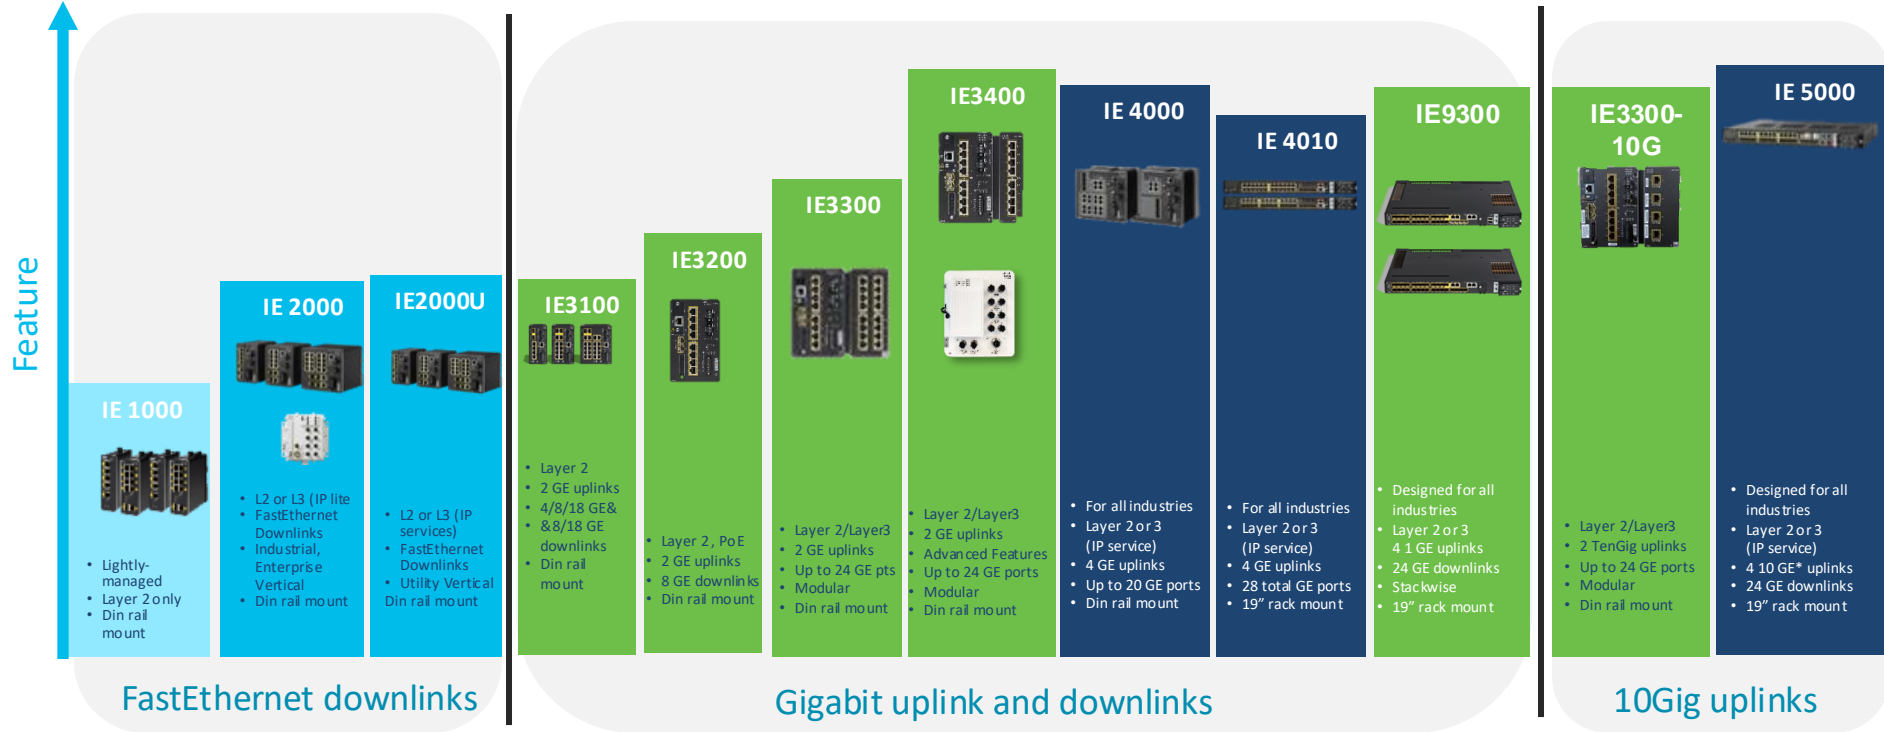 Feature
IE 1000
• Lightly-
managed
• Layer 2 only
• Din rail
mount
IE 2000
• L2 or L3 (IP lite
• FastEthernet
Downlinks
• Industrial,
Enterprise
Vertical
• Din rail mount
IE2000U
• L2 or L3 (IP
services)
• FastEthernet
Downlinks
• Utility Vertical
Din rail mount
FastEthernet downlinks
IE3100
• Layer 2
• 2 GE uplinks
• 4/8/18 GE&
• &8/18 GE
downlinks
• Din rail
mount
IE3200
• Layer 2 , PoE
• 2 GE uplinks
• 8 GE downlinks
• Din rail mount
IE3300
• Layer 2/Layer3
• 2 GE uplinks
• Up to 24 GE pts
• Modular
• Din rail mount
IE3400
• Layer 2/Layer3
• 2 GE uplinks
• Advanced Features
• Up to 24 GE ports
• Modular
• Din rail mount
IE 4000
• For all industries
• Layer 2 or 3
(IP service)
• 4 GE uplinks
• Up to 20 GE ports
• Din rail mount
IE 4010
• For all industries
• Layer 2 or 3
(IP service)
• 4 GE uplinks
• 28 total GE ports
• 19” rack mount
IE9300
• Designed for all
industries
• Layer 2 or 3
4 1 GE uplinks
• 24 GE downlinks
• Stackwise
• 19” rack mount
Gigabit uplink and downlinks
IE3300-
10G
• Layer 2/Layer3
• 2 TenGig uplinks
• Up to 24 GE ports
• Modular
• Din rail mount
IE 5000
• Designed for all
industries
• Layer 2 or 3
(IP service)
• 4 10 GE* uplinks
• 24 GE downlinks
• 19” rack mount
10Gig uplinks